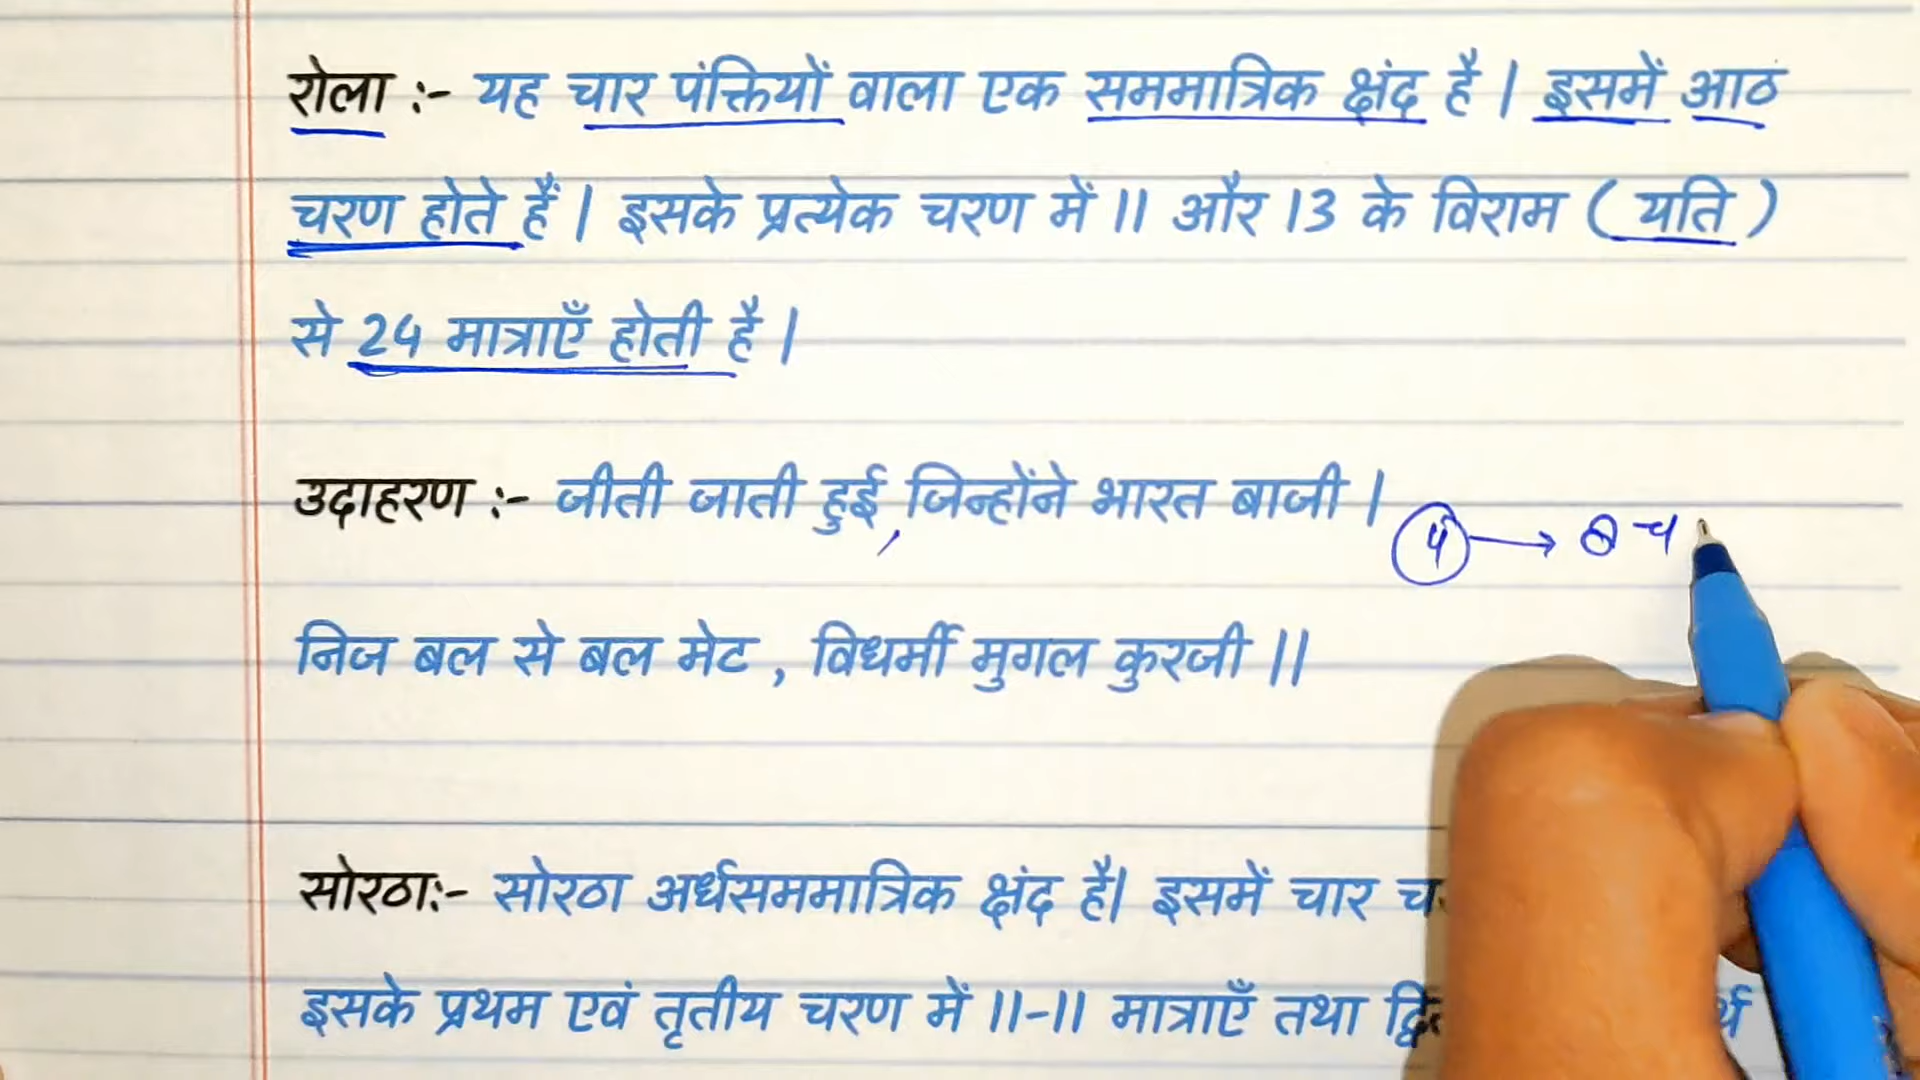 रोला :- यह चार पंक्तियों वाला एक सममात्रिक क्षंद है | इसमें आठ
चरण होते हैं | इसके प्रत्येक चरण में 11 और 13 के विराम ( यति )
से 24 मात्राएँ होती है |
उदाहरण :- जीती जाती हुई, जिन्होंने भारत बाजी |
निज बल से बल मेट , विधर्मी मुगल कुरजी ||
सोरठा:- सोरठा अर्धसममात्रिक क्षंद है| इसमें चार
इसके प्रथम एवं तृतीय चरण में 11-11 मात्राएँ तथा